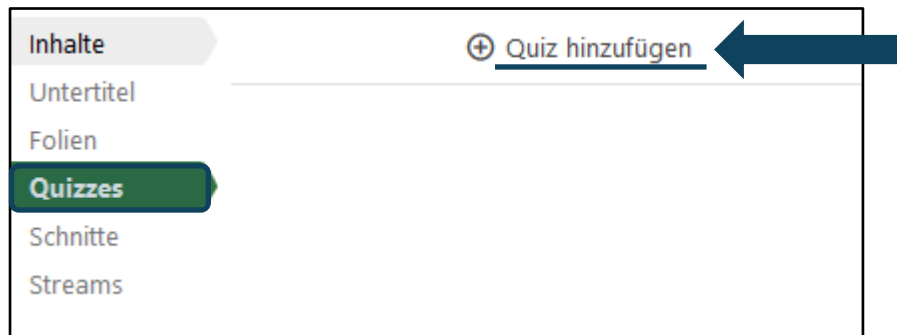 Inhalte
Quiz hinzufügen
Untertitel
Folien
Quizzes
Schnitte
Streams